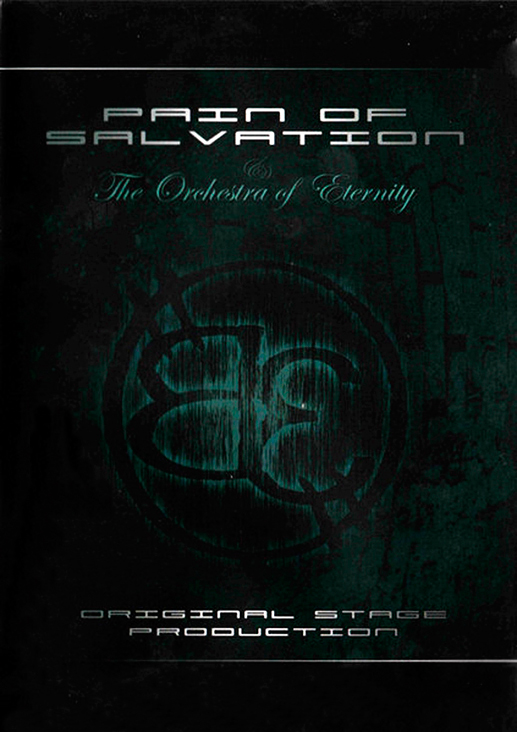 PAIN OF
SALVATION
&
The Orchestra of Eternity
ORIGINAL STAGE
PRODUCTION